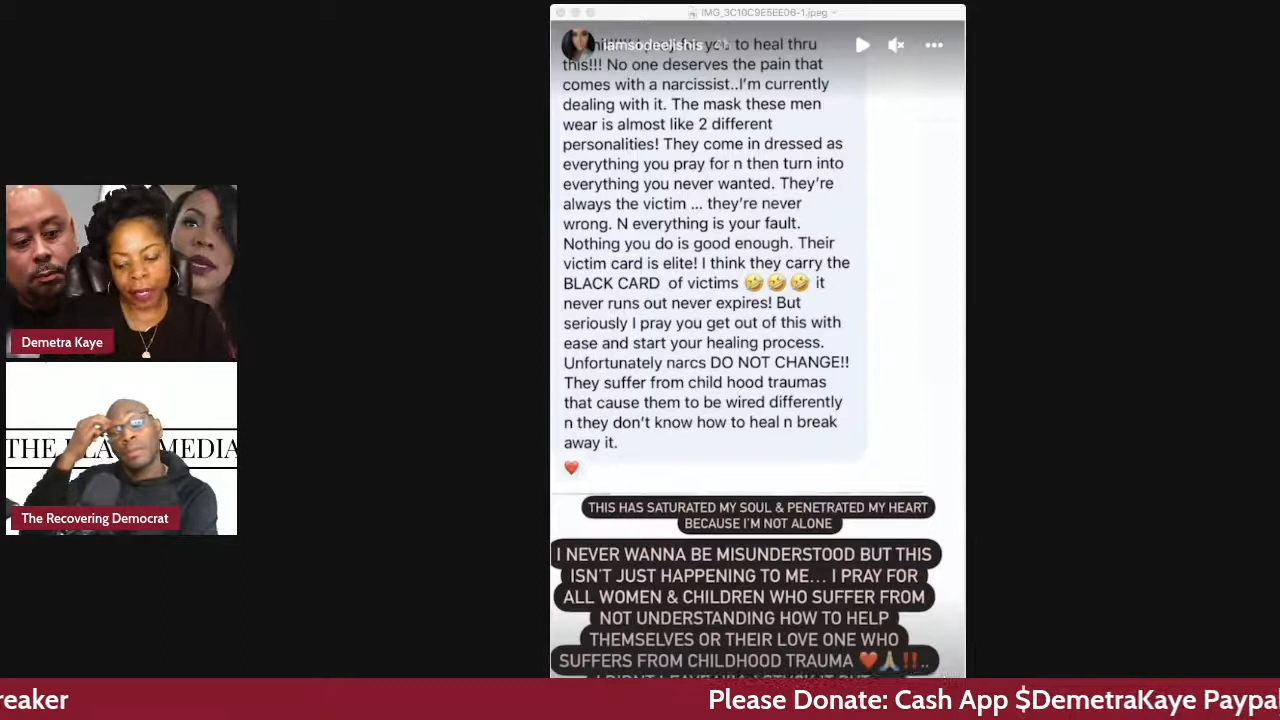 IMG_3C10C9E5EE06-1.jpeg
iamsodeelishis
you to heal thru
this!!! No one deserves the pain that
comes with a narcissist..I'm currently
dealing with it. The mask these men
wear is almost like 2 different
personalities! They come in dressed as
everything you pray for n then turn into
everything you never wanted. They're
always the victim ... they're never
wrong. N everything is your fault.
Nothing you do is good enough. Their
victim card is elite! I think they carry the
BLACK CARD of victims 🤣🤣🤣 it
never runs out never expires! But
seriously I pray you get out of this with
ease and start your healing process.
Unfortunately narcs DO NOT CHANGE!!
They suffer from child hood traumas
that cause them to be wired differently
n they don't know how to heal n break
away it.
❤️
THIS HAS SATURATED MY SOUL & PENETRATED MY HEART
BECAUSE I'M NOT ALONE
I NEVER WANNA BE MISUNDERSTOOD BUT THIS
ISN'T JUST HAPPENING TO ME... I PRAY FOR
ALL WOMEN & CHILDREN WHO SUFFER FROM
NOT UNDERSTANDING HOW TO HELP
THEMSELVES OR THEIR LOVE ONE WHO
SUFFERS FROM CHILDHOOD TRAUMA ❤️🙏🏼‼️..
Demetra Kaye
THE BLA MEDIA
The Recovering Democrat
reaker
Please Donate: Cash App $DemetraKaye Paypa